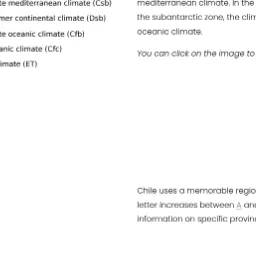 te mediterranean climate (Csb)
mer continental climate (Dsb)
te oceanic climate (Cfb)
anic climate (Cfc)
imate (ET)
mediterranean climate. In the
the subantarctic zone, the clim
oceanic climate.
You can click on the image to
Chile uses a memorable regio
letter increases between A and
information on specific provin